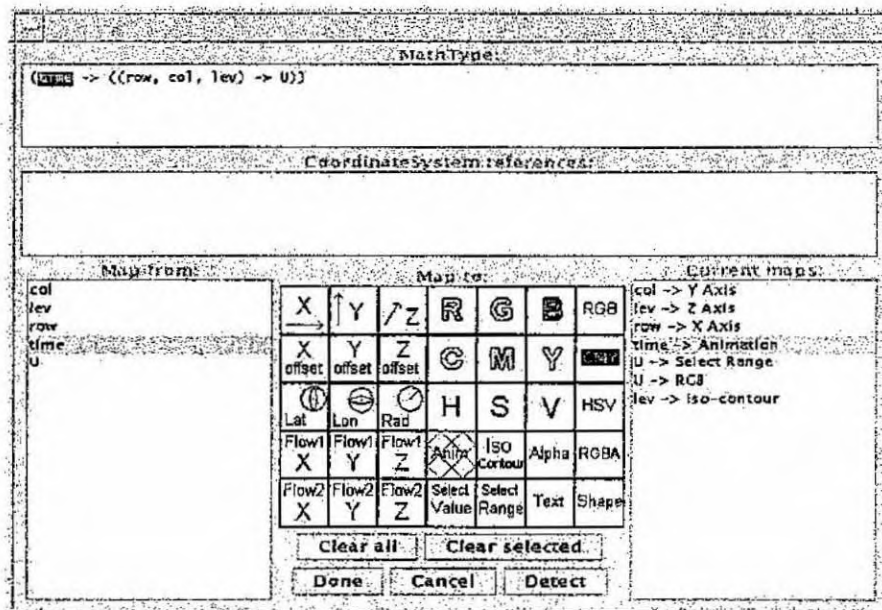 MathType:
(time -> ((row, col, lev) -> U))
CoordinateSystem references:
Map from:
col
lev
row
time
U
Map to:
X Y Z R G B RGB
X offset Y offset Z offset C M Y CMY
Lat Lon Rad H S V HSV
Flow1 X Flow1 Y Flow1 Z Anim Iso Contour Alpha RGBA
Flow2 X Flow2 Y Flow2 Z Select Value Select Range Text Shape
Clear all Clear selected
Done Cancel Detect
Current maps:
col -> Y Axis
lev -> Z Axis
row -> X Axis
time -> Animation
U -> Select Range
U -> RGB
lev -> Iso-contour